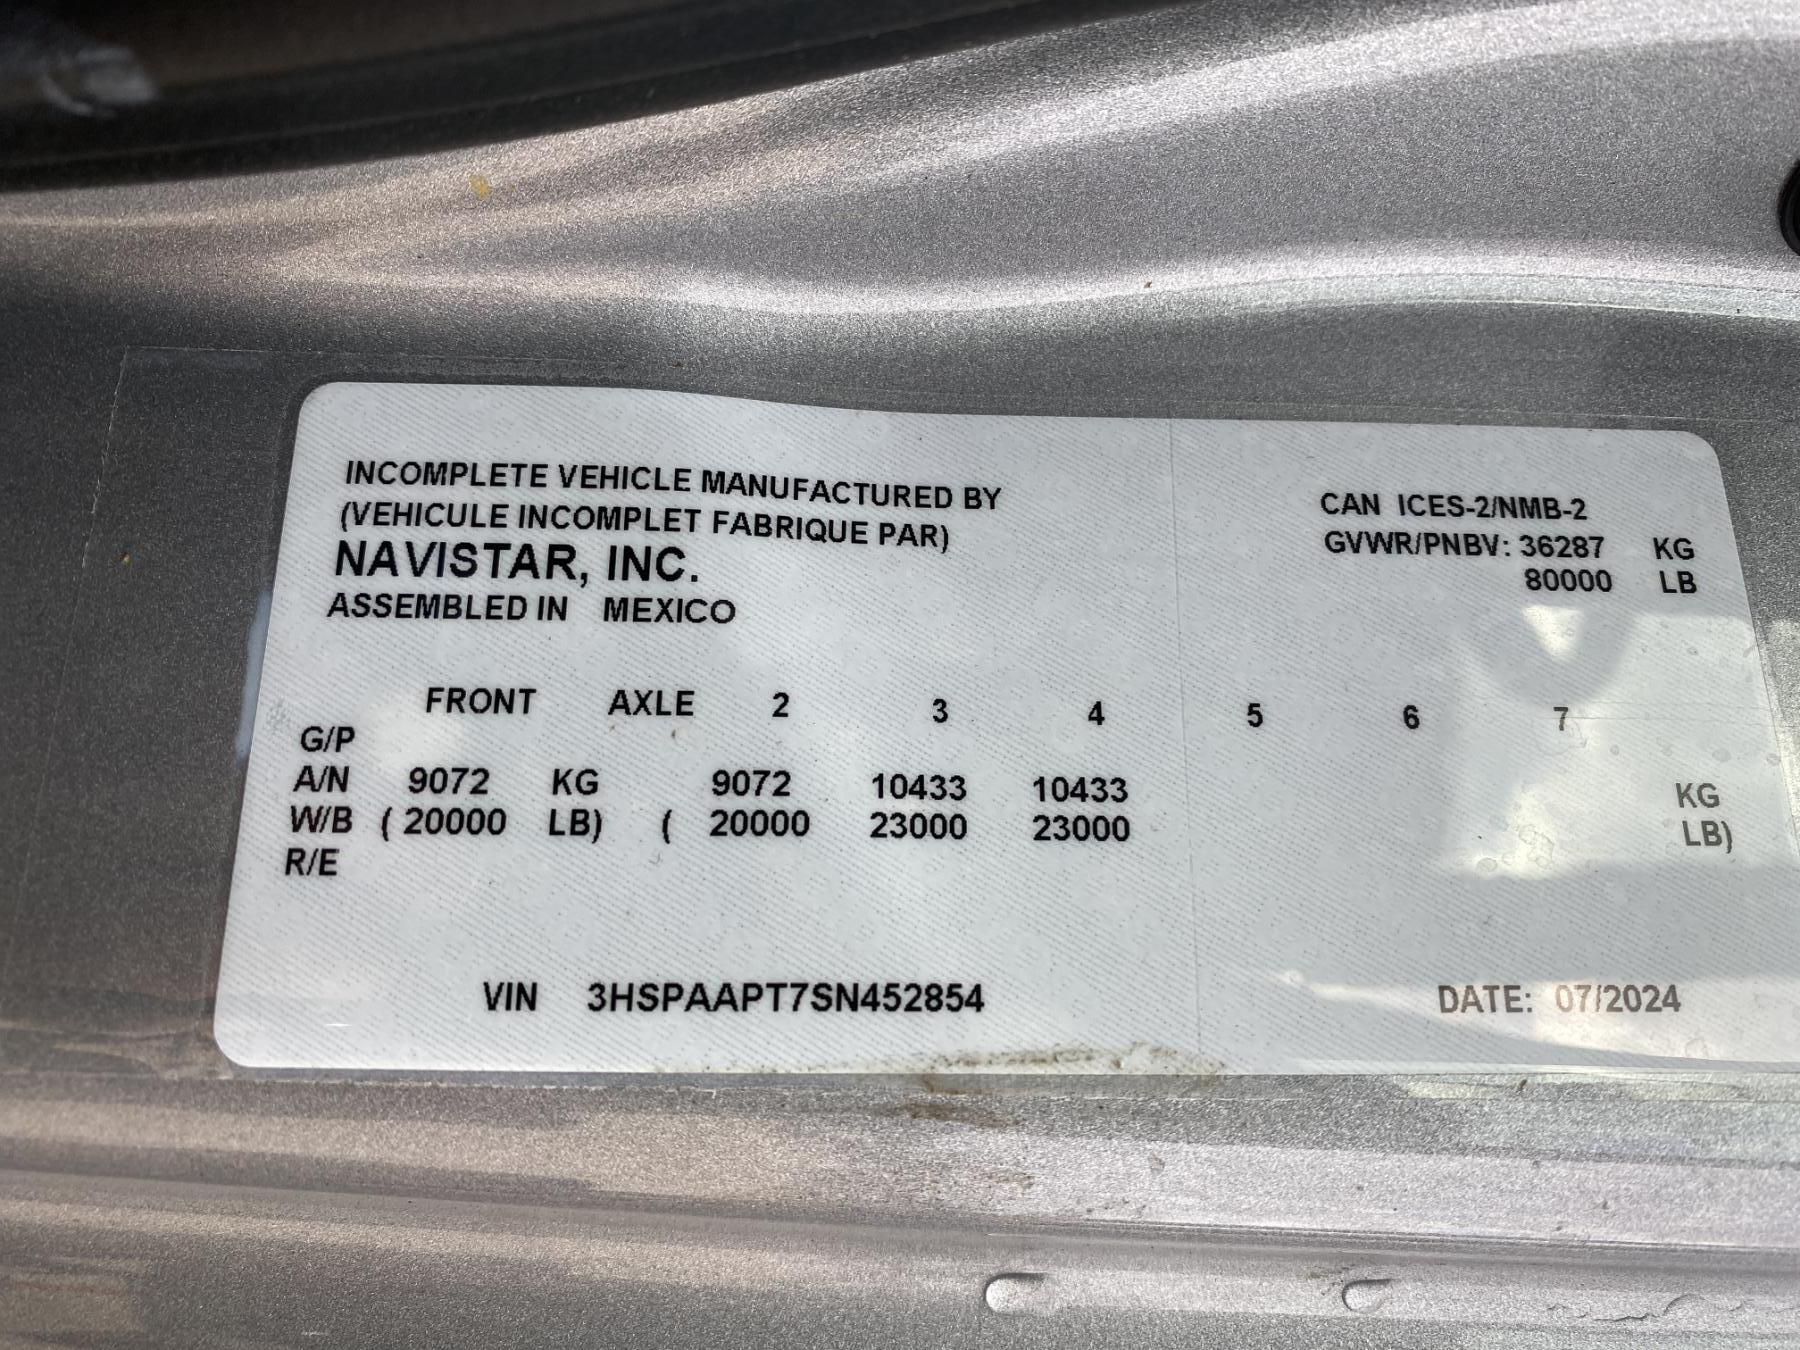 INCOMPLETE VEHICLE MANUFACTURED BY
(VEHICULE INCOMPLET FABRIQUE PAR)
NAVISTAR, INC.
ASSEMBLED IN MEXICO
CAN ICES-2/NMB-2
GVWR/PNBV: 36287 KG
80000 LB
FRONT AXLE 2 3 4 5 6 7
G/P
A/N 9072 KG 9072 10433 10433 KG
W/B ( 20000 LB) ( 20000 23000 23000 LB)
R/E
VIN 3HSPAAPT7SN452854
DATE: 07/2024